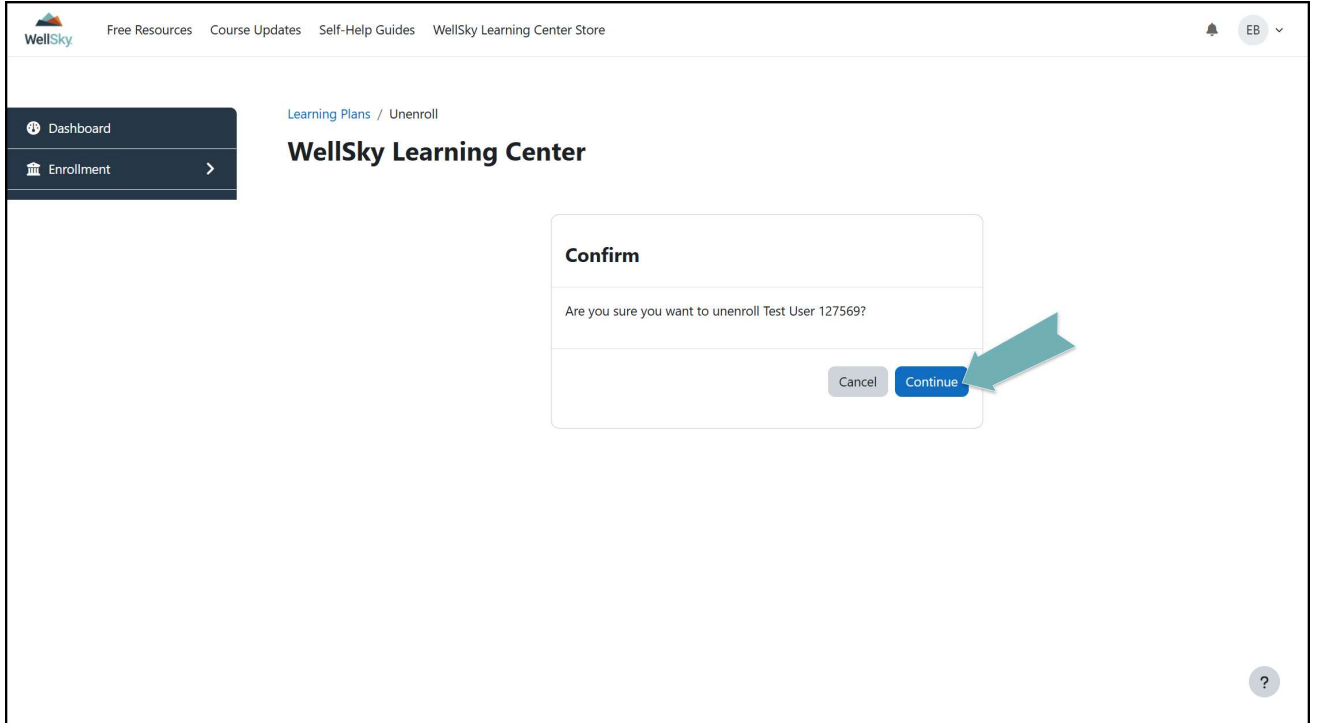 WellSky
Free Resources Course Updates Self-Help Guides WellSky Learning Center Store
EB
Dashboard
Enrollment
Learning Plans / Unenroll
WellSky Learning Center
Confirm
Are you sure you want to unenroll Test User 127569?
Cancel Continue
?